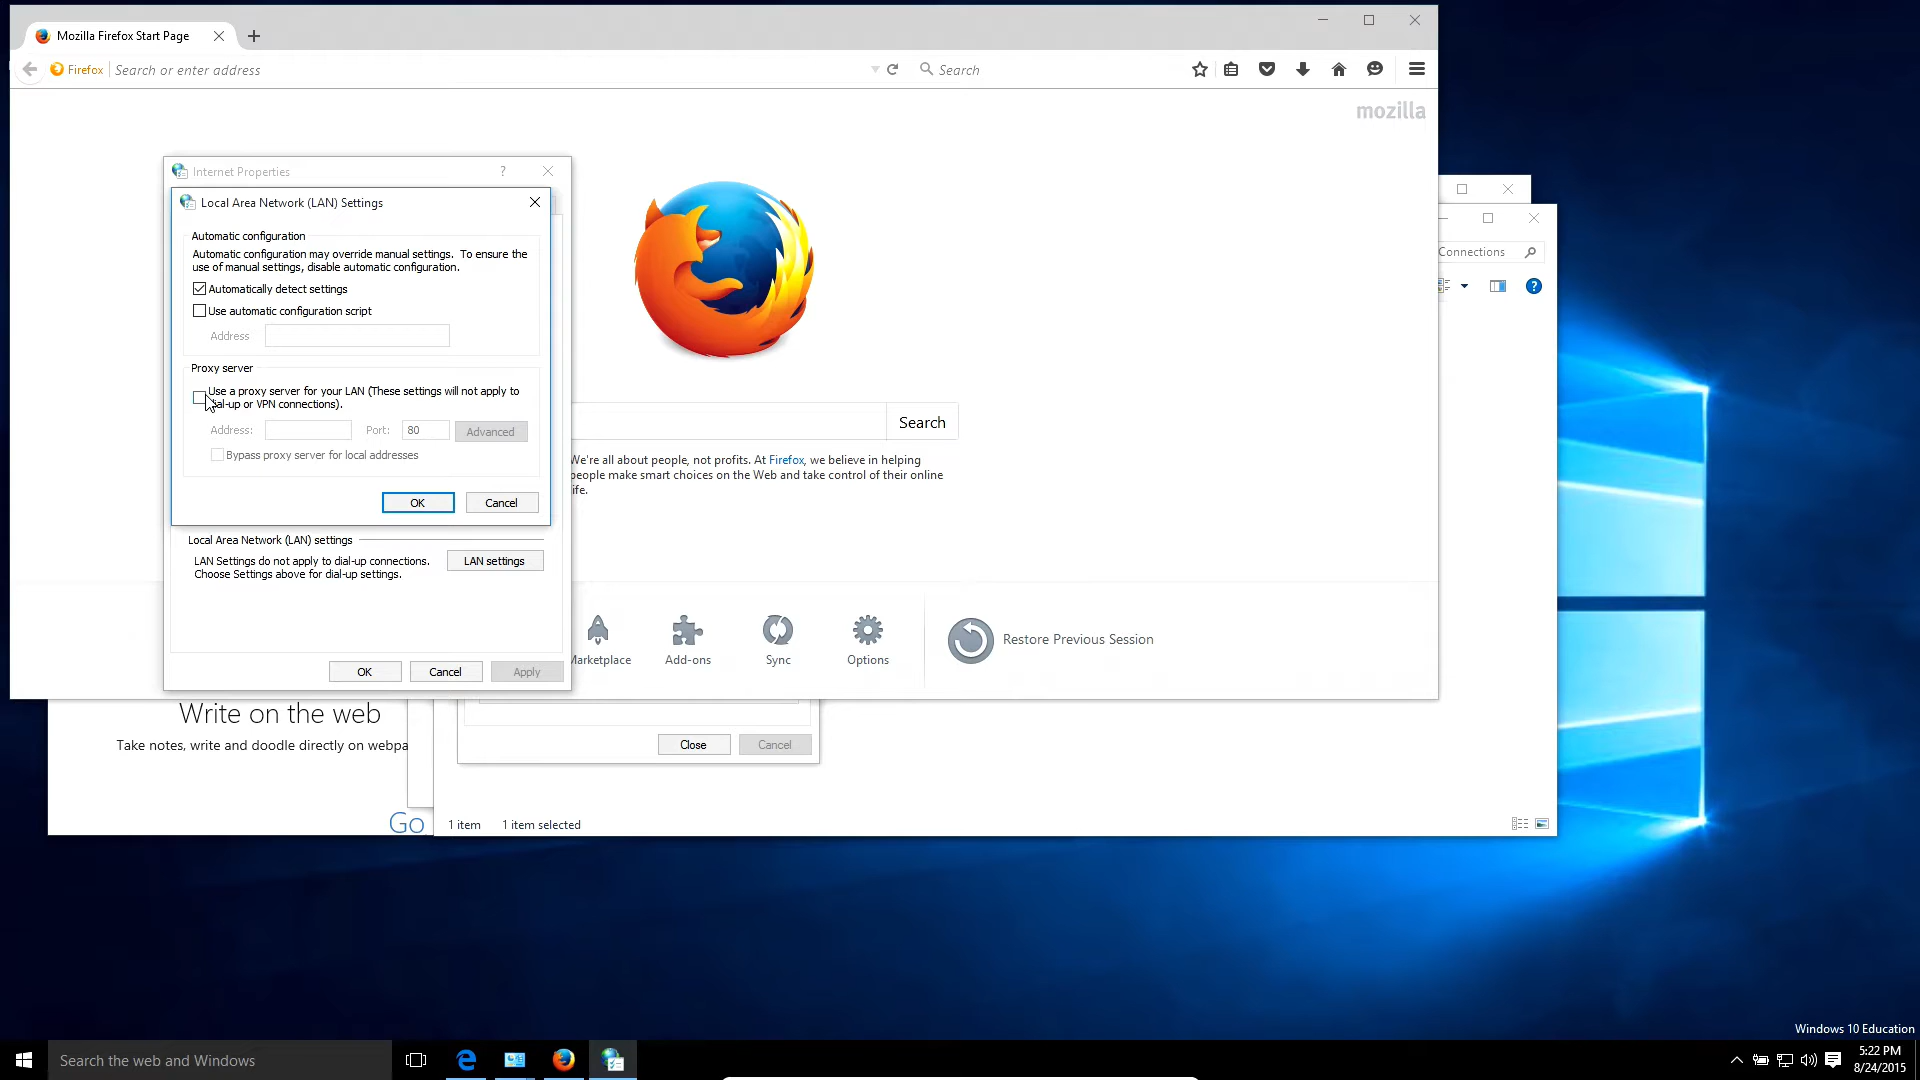 Mozilla Firefox Start Page
Firefox
Search or enter address
Search
mozilla
Internet Properties
?
Local Area Network (LAN) Settings
Automatic configuration
Automatic configuration may override manual settings. To ensure the
use of manual settings, disable automatic configuration.
Automatically detect settings
Use automatic configuration script
Address
Proxy server
Use a proxy server for your LAN (These settings will not apply to
dial-up or VPN connections).
Address:
Port:
80
Advanced
Bypass proxy server for local addresses
OK
Cancel
Local Area Network (LAN) settings
LAN Settings do not apply to dial-up connections.
Choose Settings above for dial-up settings.
LAN settings
OK
Cancel
Apply
Connections
?
Search
We're all about people, not profits. At Firefox, we believe in helping
people make smart choices on the Web and take control of their online
life.
Marketplace
Add-ons
Sync
Options
Restore Previous Session
Write on the web
Take notes, write and doodle directly on webpa
Go
Close
Cancel
1 item
1 item selected
Windows 10 Education
Search the web and Windows
5:22 PM
8/24/2015